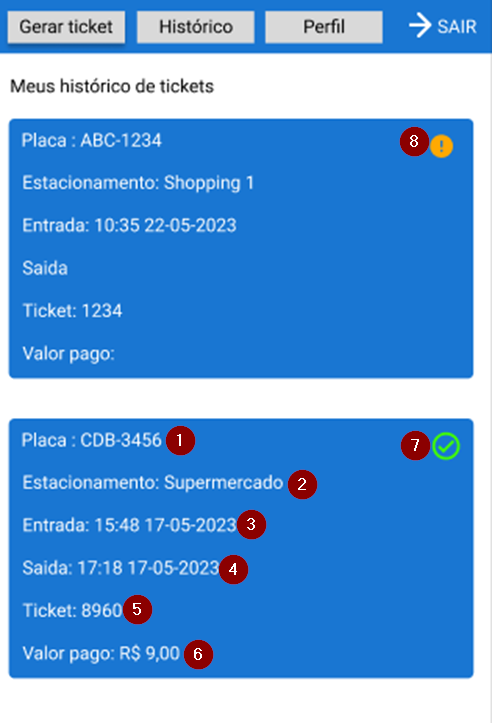 Gerar ticket Histórico Perfil → SAIR
Meus histórico de tickets
Placa : ABC-1234 8 !
Estacionamento: Shopping 1
Entrada: 10:35 22-05-2023
Saida
Ticket: 1234
Valor pago:
Placa : CDB-3456 1 7
Estacionamento: Supermercado 2
Entrada: 15:48 17-05-2023 3
Saida: 17:18 17-05-2023 4
Ticket: 8960 5
Valor pago: R$ 9,00 6